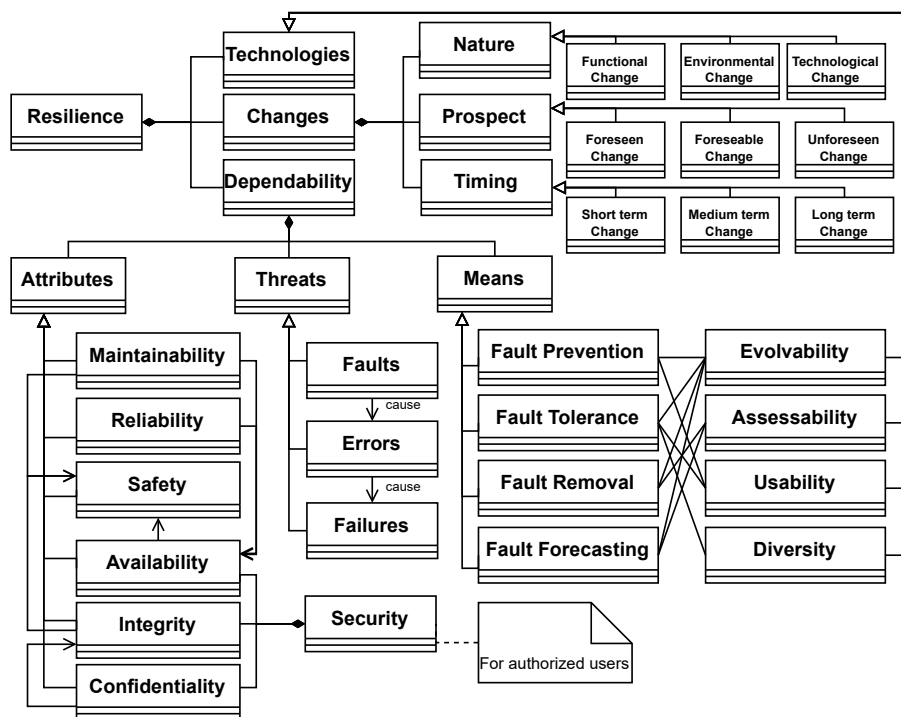 Technologies
Nature
Functional
Change
Environmental
Change
Technological
Change
Resilience
Changes
Prospect
Foreseen
Change
Foreseable
Change
Unforeseen
Change
Dependability
Timing
Short term
Change
Medium term
Change
Long term
Change
Attributes
Threats
Means
Maintainability
Faults
Fault Prevention
Evolvability
cause
Reliability
Errors
Fault Tolerance
Assessability
cause
Safety
Failures
Fault Removal
Usability
Availability
Fault Forecasting
Diversity
Integrity
Security
For authorized users
Confidentiality